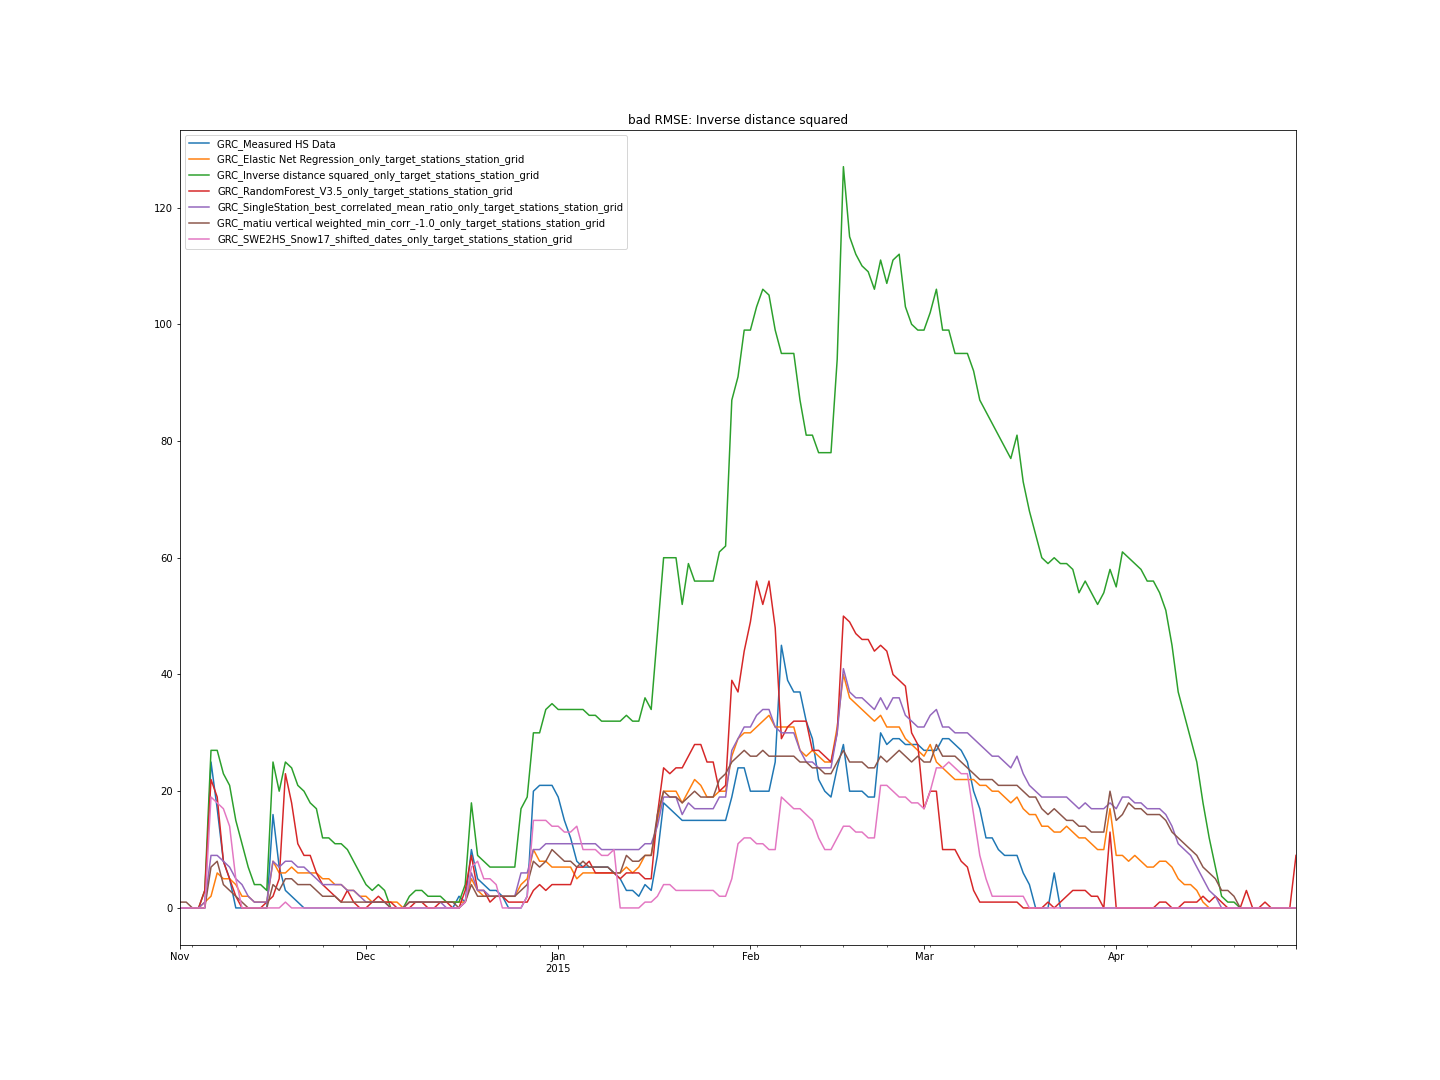 bad RMSE: Inverse distance squared
GRC_Measured HS Data
GRC_Elastic Net Regression_only_target_stations_station_grid
GRC_Inverse distance squared_only_target_stations_station_grid
GRC_RandomForest_V3.5_only_target_stations_station_grid
GRC_SingleStation_best_correlated_mean_ratio_only_target_stations_station_grid
GRC_matiu vertical weighted_min_corr_-1.0_only_target_stations_station_grid
GRC_SWE2HS_Snow17_shifted_dates_only_target_stations_station_grid
120
100
80
60
40
20
0
Nov Dec Jan Feb Mar Apr
2015